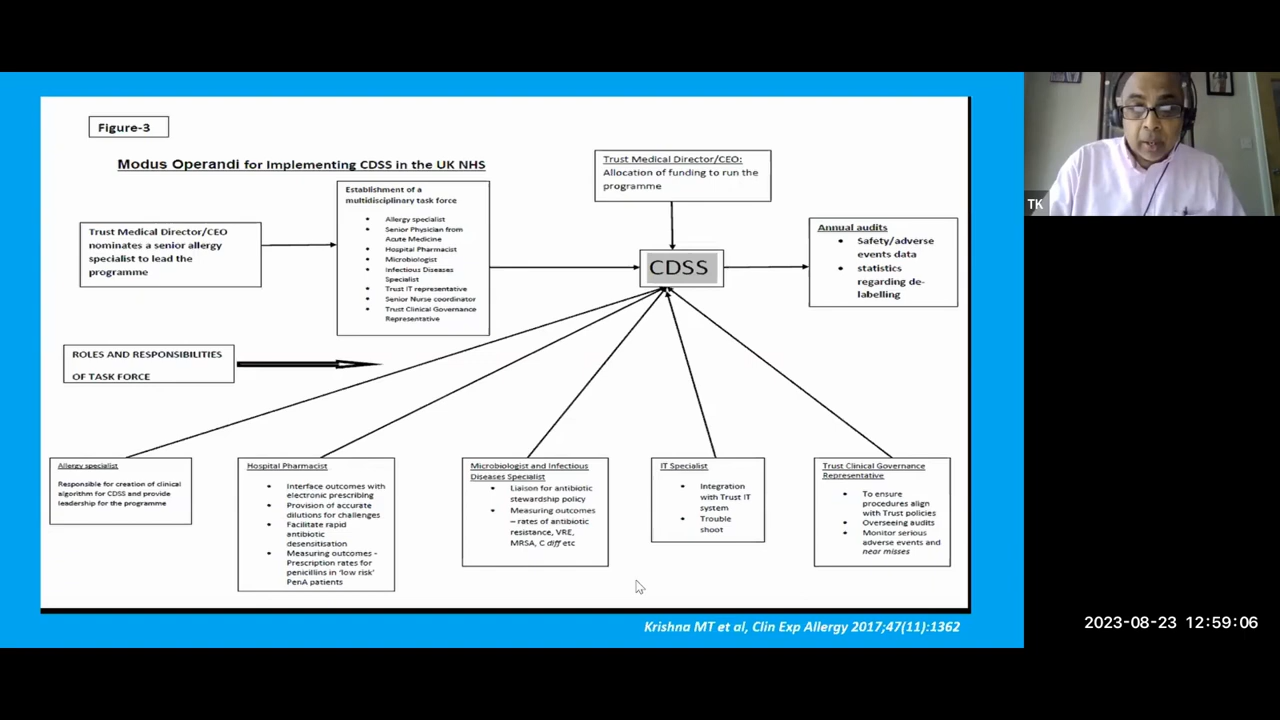 Figure-3
Modus Operandi for Implementing CDSS in the UK NHS
Trust Medical Director/CEO
nominates a senior allergy
specialist to lead the
programme
Establishment of a
multidisciplinary task force
• Allergy specialist
• Senior Physician from
Acute Medicine
• Hospital Pharmacist
• Microbiologist
• Infectious Diseases
Specialist
• Trust IT representative
• Senior Nurse coordinator
• Trust Clinical Governance
Representative
Trust Medical Director/CEO:
Allocation of funding to run the
programme
CDSS
Annual audits
• Safety/adverse
events data
• statistics
regarding de-
labelling
ROLES AND RESPONSIBILITIES
OF TASK FORCE
Allergy specialist
Responsible for creation of clinical
algorithm for CDSS and provide
leadership for the programme
Hospital Pharmacist
• Interface outcomes with
electronic prescribing
• Provision of accurate
dilutions for challenges
• Facilitate rapid
antibiotic
desensitisation
• Measuring outcomes -
Prescription rates for
penicillins in 'low risk'
PenA patients
Microbiologist and Infectious
Diseases Specialist
• Liaison for antibiotic
stewardship policy
• Measuring outcomes
– rates of antibiotic
resistance, VRE,
MRSA, C diff etc
IT Specialist
• Integration
with Trust IT
system
• Trouble
shoot
Trust Clinical Governance
Representative
• To ensure
procedures align
with Trust policies
• Overseeing audits
• Monitor serious
adverse events and
near misses
Krishna MT et al, Clin Exp Allergy 2017;47(11):1362
TK
2023-08-23 12:59:06